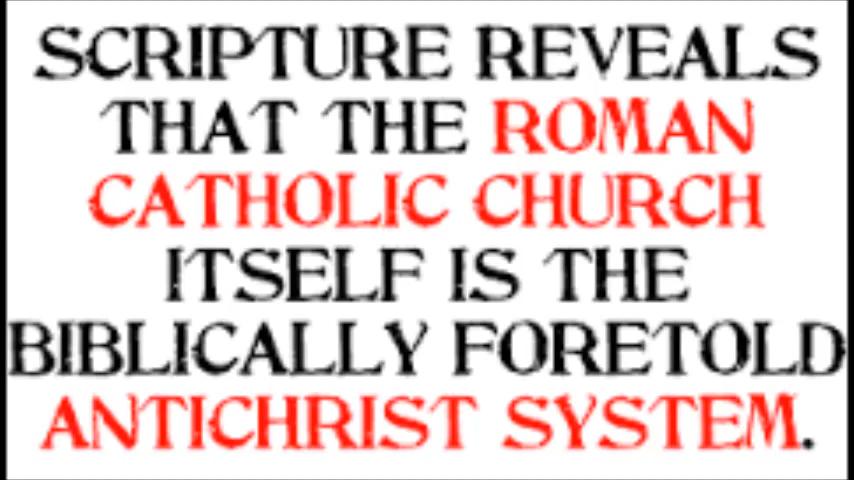 SCRIPTURE REVEALS
THAT THE ROMAN
CATHOLIC CHURCH
ITSELF IS THE
BIBLICALLY FORETOLD
ANTICHRIST SYSTEM.